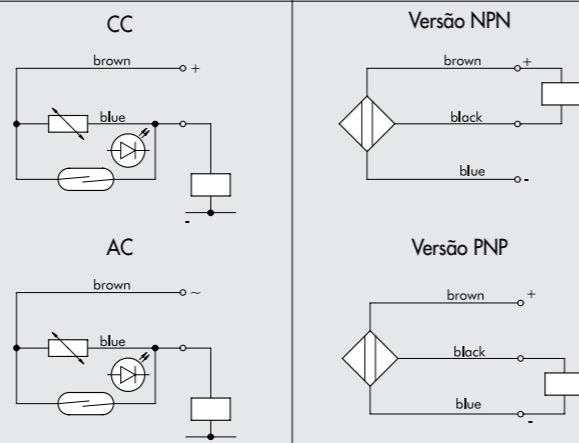 CC
brown
+
blue
-
AC
brown
~
blue
Versão NPN
brown
+
black
blue
-
Versão PNP
brown
+
black
blue
-